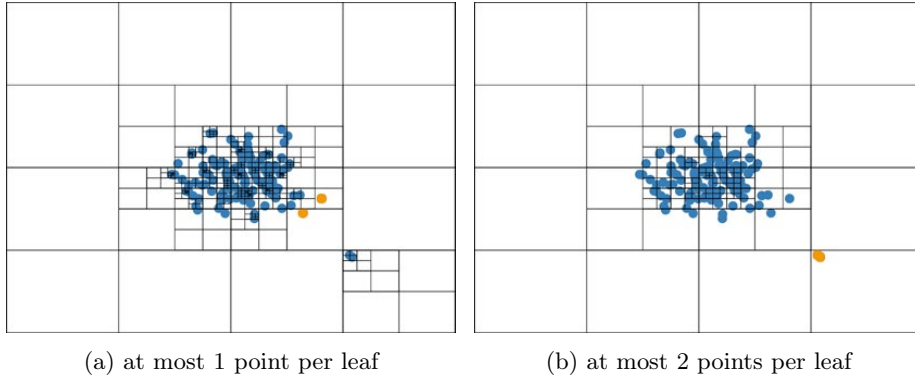 (a) at most 1 point per leaf
(b) at most 2 points per leaf